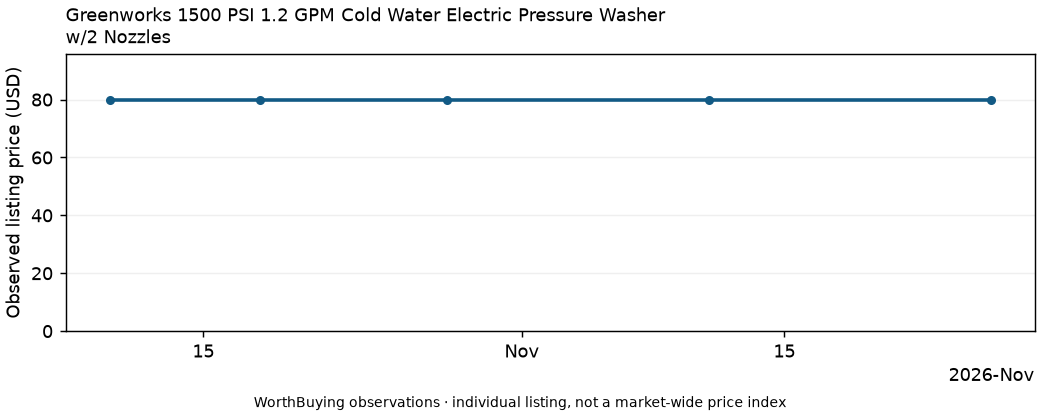 Greenworks 1500 PSI 1.2 GPM Cold Water Electric Pressure Washer
w/2 Nozzles
Observed listing price (USD)
80
60
40
20
0
15
Nov
15
2026-Nov
WorthBuying observations · individual listing, not a market-wide price index